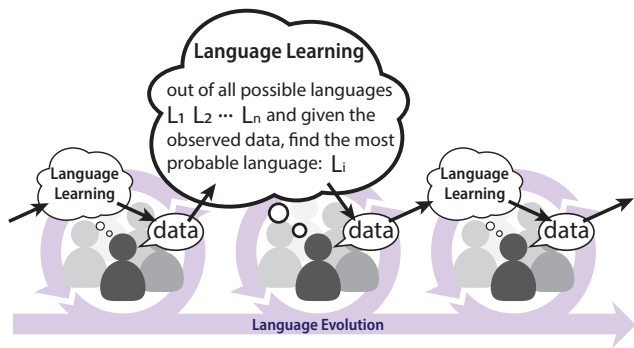 Language Learning
out of all possible languages
L1 L2 ... Ln and given the
observed data, find the most
probable language: Li
Language
Learning
data
data
Language
Learning
data
Language Evolution